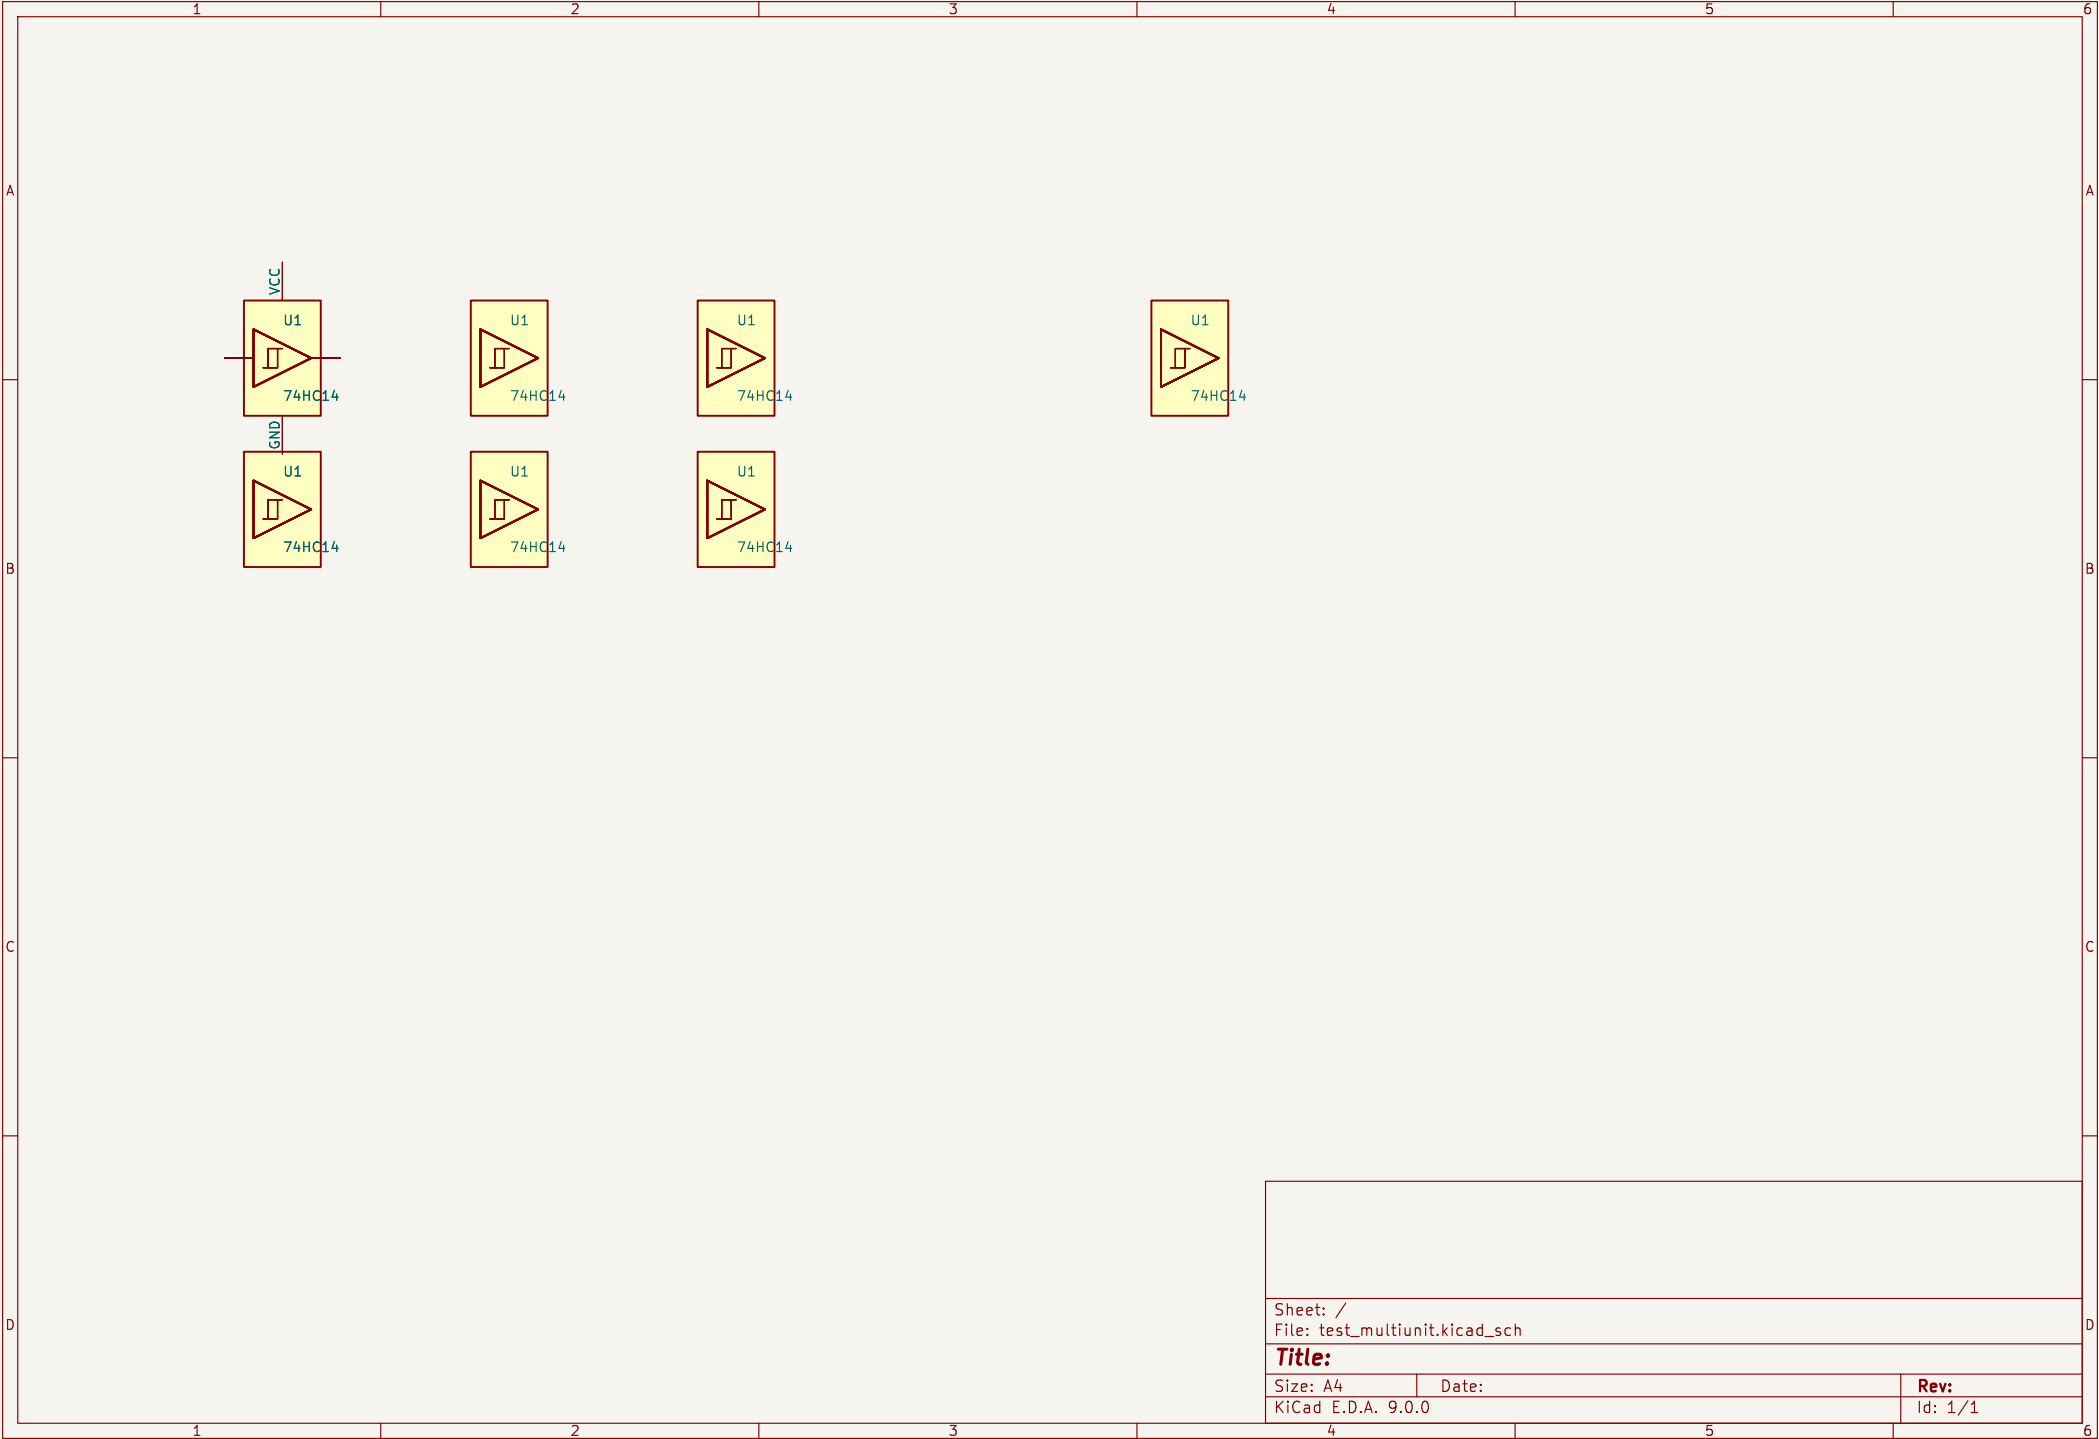 1 2 3 4 5 6
A A
VCC
U1 U1 U1 U1
74HC14 74HC14 74HC14 74HC14
GND
U1 U1 U1
74HC14 74HC14 74HC14
B B
C C
Sheet: /
File: test_multiunit.kicad_sch
D D
Title:
Size: A4 Date: Rev:
KiCad E.D.A. 9.0.0 Id: 1/1
1 2 3 4 5 6